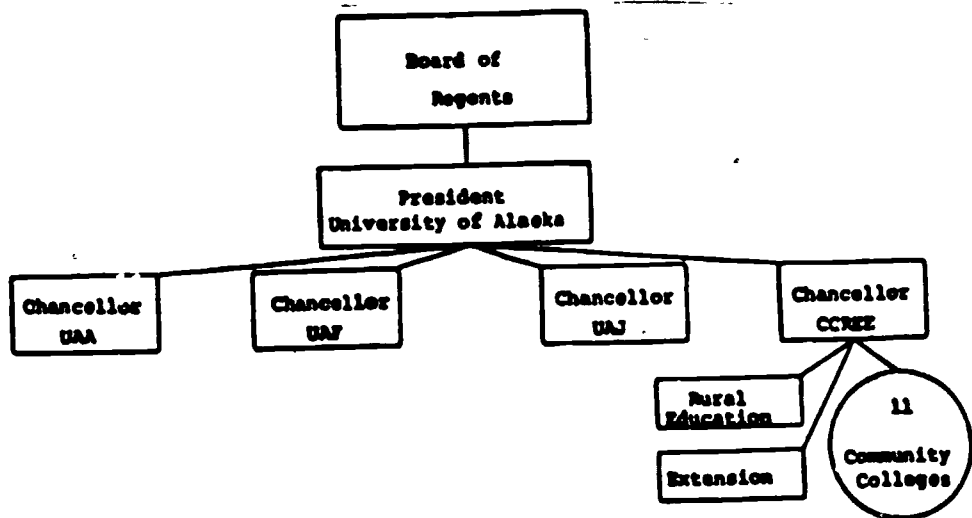 Board of
Regents
President
University of Alaska
Chancellor
UAA
Chancellor
UAF
Chancellor
UAJ
Chancellor
CCREE
Rural
Education
Extension
11
Community
Colleges